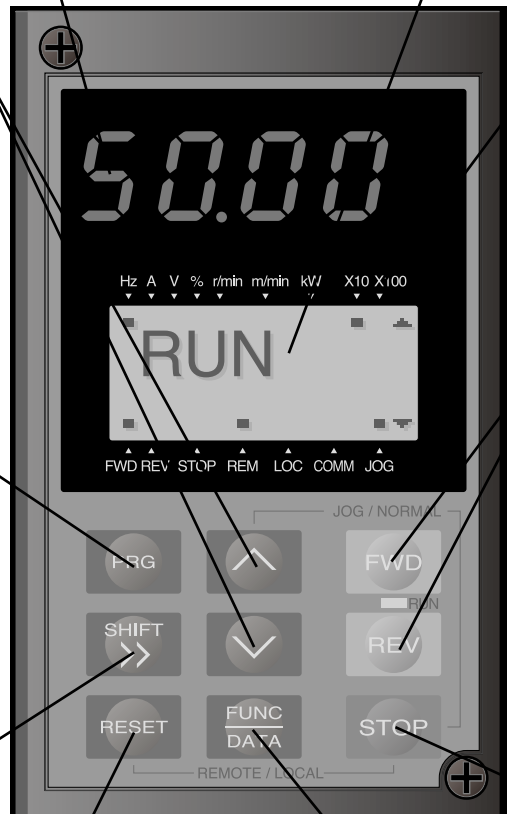 50.00
Hz A V % r/min m/min kW X10 X100
RUN
FWD REV STOP REM LOC COMM JOG
JOG / NORMAL
PRG FWD
RUN
SHIFT REV
RESET FUNC DATA STOP
REMOTE / LOCAL